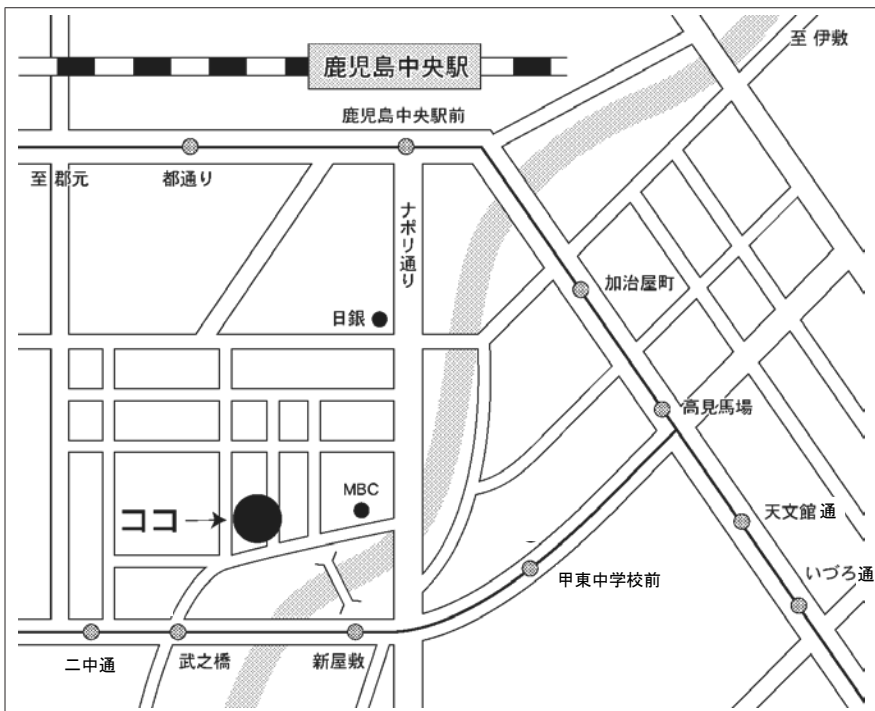 至 伊敷
鹿児島中央駅
鹿児島中央駅前
至 郡元
都通り
ナポリ通り
加治屋町
日銀
高見馬場
MBC
ココ
天文館通
いづろ通
甲東中学校前
二中通
武之橋
新屋敷